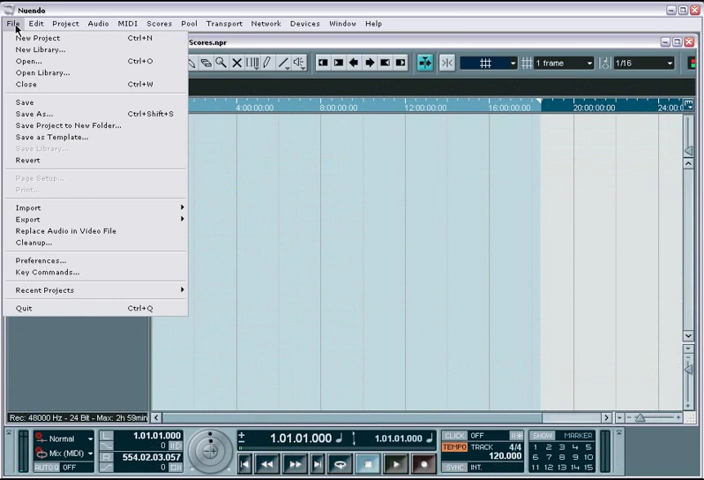 Nuendo
File Edit Project Audio MIDI Scores Pool Transport Network Devices Window Help
Scores.npr
New Project Ctrl+N
New Library...
Open... Ctrl+O
Open Library...
Close Ctrl+W
Save
Save As... Ctrl+Shift+S
Save Project to New Folder...
Save as Template...
Save Library...
Revert
Page Setup...
Print...
Import
Export
Replace Audio in Video File
Cleanup...
Preferences...
Key Commands...
Recent Projects
Quit Ctrl+Q
1 frame 1/16
4:00:00:00 8:00:00:00 12:00:00:00 16:00:00:00 20:00:00:00 24:00:0
Rec: 48000 Hz - 24 Bit - Max: 2h 59min
Normal
Mix (MIDI)
AUTO Q OFF
L 1.01.01.000
0
R 554.02.03.057
0
1.01.01.000 1.01.01.000
CLICK OFF
TEMPO TRACK 4/4
120.000
SYNC INT.
SHOW MARKER
1 2 3 4 5
6 7 8 9 10
11 12 13 14 15